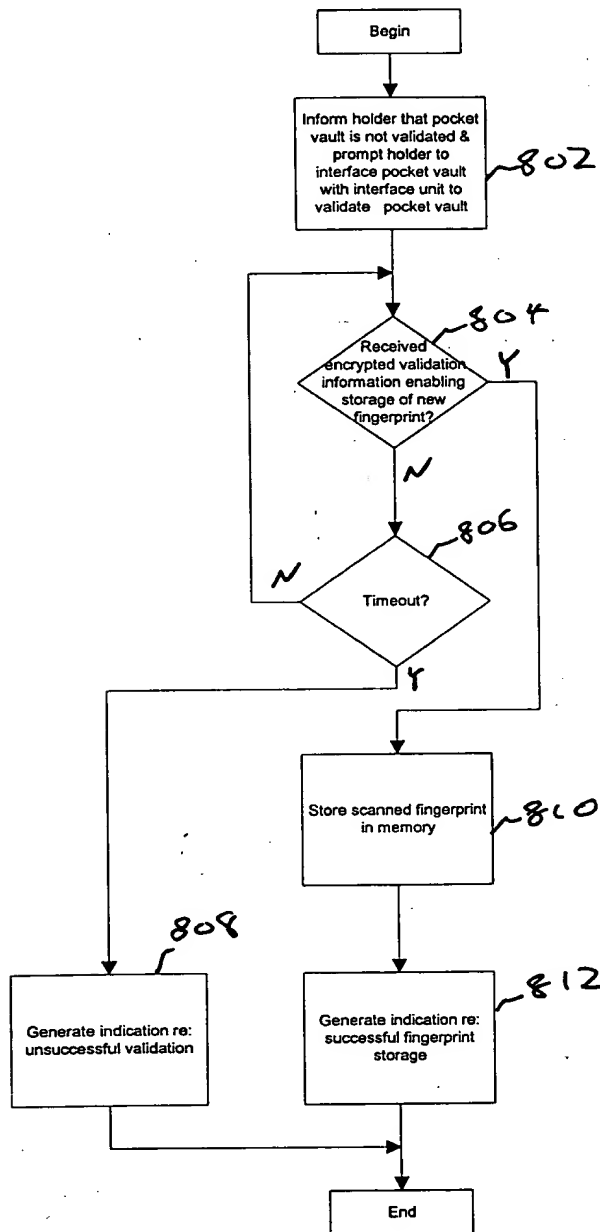 Begin
Inform holder that pocket
vault is not validated &
prompt holder to
interface pocket vault
with interface unit to
validate pocket vault
802
804
Received
encrypted validation
information enabling
storage of new
fingerprint?
Y
N
806
Timeout?
N
Y
Store scanned fingerprint
in memory
810
808
Generate indication re:
unsuccessful validation
812
Generate indication re:
successful fingerprint
storage
End